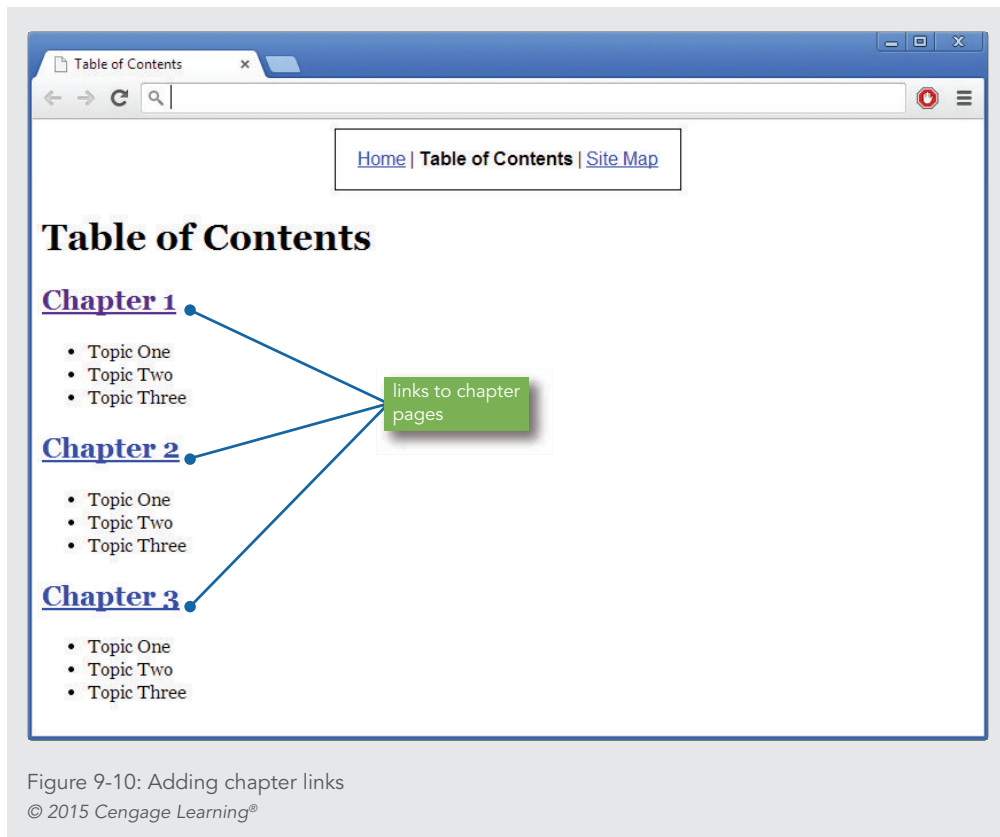 Table of Contents
Home | Table of Contents | Site Map
Table of Contents
Chapter 1
• Topic One
• Topic Two
• Topic Three
links to chapter
pages
Chapter 2
• Topic One
• Topic Two
• Topic Three
Chapter 3
• Topic One
• Topic Two
• Topic Three
Figure 9-10: Adding chapter links
© 2015 Cengage Learning®